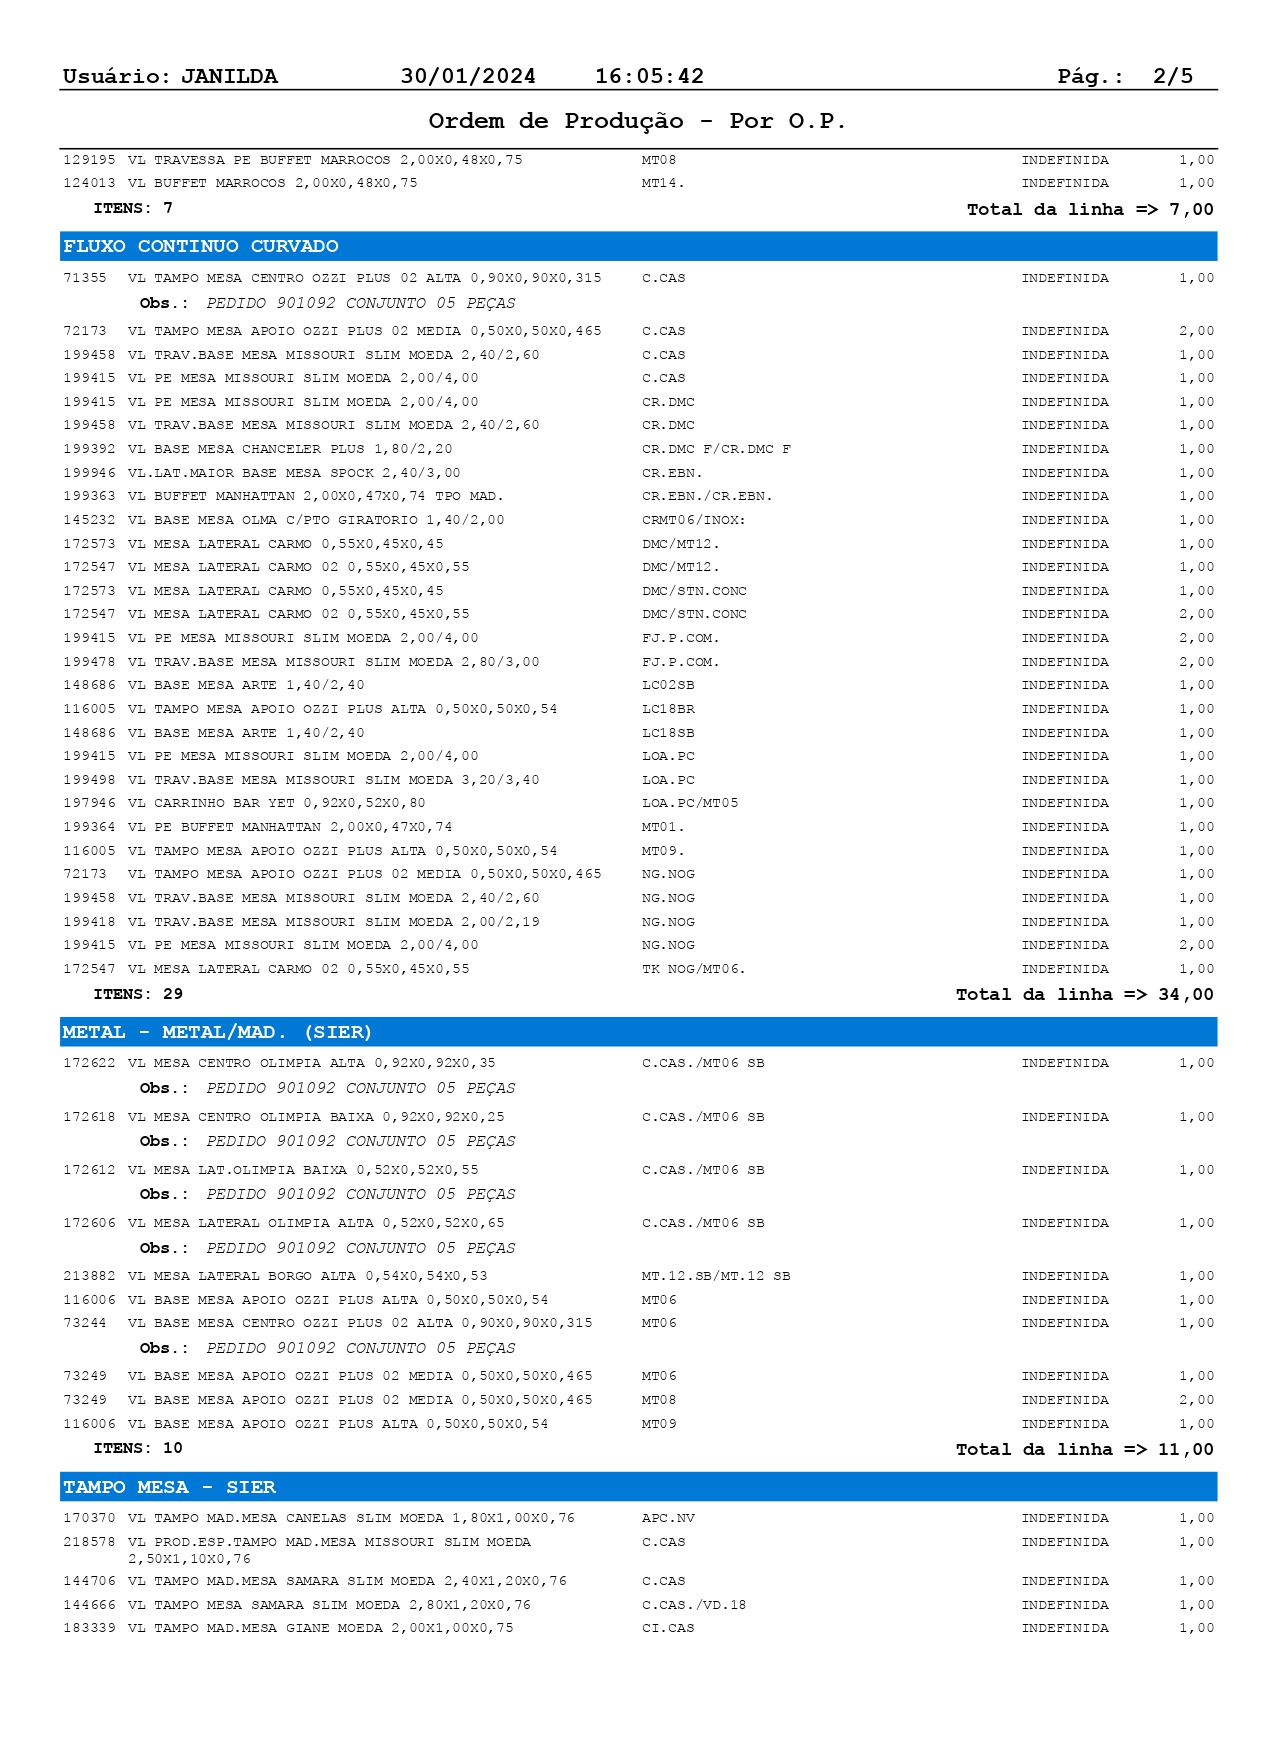 Usuário: JANILDA 30/01/2024 16:05:42 Pág.: 2/5
Ordem de Produção - Por O.P.
129195 VL TRAVESSA PE BUFFET MARROCOS 2,00X0,48X0,75 MT08 INDEFINIDA 1,00
124013 VL BUFFET MARROCOS 2,00X0,48X0,75 MT14. INDEFINIDA 1,00
ITENS: 7 Total da linha => 7,00
FLUXO CONTINUO CURVADO
71355 VL TAMPO MESA CENTRO OZZI PLUS 02 ALTA 0,90X0,90X0,315 C.CAS INDEFINIDA 1,00
Obs.: PEDIDO 901092 CONJUNTO 05 PEÇAS
72173 VL TAMPO MESA APOIO OZZI PLUS 02 MEDIA 0,50X0,50X0,465 C.CAS INDEFINIDA 2,00
199458 VL TRAV.BASE MESA MISSOURI SLIM MOEDA 2,40/2,60 C.CAS INDEFINIDA 1,00
199415 VL PE MESA MISSOURI SLIM MOEDA 2,00/4,00 C.CAS INDEFINIDA 1,00
199415 VL PE MESA MISSOURI SLIM MOEDA 2,00/4,00 CR.DMC INDEFINIDA 1,00
199458 VL TRAV.BASE MESA MISSOURI SLIM MOEDA 2,40/2,60 CR.DMC INDEFINIDA 1,00
199392 VL BASE MESA CHANCELER PLUS 1,80/2,20 CR.DMC F/CR.DMC F INDEFINIDA 1,00
199946 VL.LAT.MAIOR BASE MESA SPOCK 2,40/3,00 CR.EBN. INDEFINIDA 1,00
199363 VL BUFFET MANHATTAN 2,00X0,47X0,74 TPO MAD. CR.EBN./CR.EBN. INDEFINIDA 1,00
145232 VL BASE MESA OLMA C/PTO GIRATORIO 1,40/2,00 CRMT06/INOX: INDEFINIDA 1,00
172573 VL MESA LATERAL CARMO 0,55X0,45X0,45 DMC/MT12. INDEFINIDA 1,00
172547 VL MESA LATERAL CARMO 02 0,55X0,45X0,55 DMC/MT12. INDEFINIDA 1,00
172573 VL MESA LATERAL CARMO 0,55X0,45X0,45 DMC/STN.CONC INDEFINIDA 1,00
172547 VL MESA LATERAL CARMO 02 0,55X0,45X0,55 DMC/STN.CONC INDEFINIDA 2,00
199415 VL PE MESA MISSOURI SLIM MOEDA 2,00/4,00 FJ.P.COM. INDEFINIDA 2,00
199478 VL TRAV.BASE MESA MISSOURI SLIM MOEDA 2,80/3,00 FJ.P.COM. INDEFINIDA 2,00
148686 VL BASE MESA ARTE 1,40/2,40 LC02SB INDEFINIDA 1,00
116005 VL TAMPO MESA APOIO OZZI PLUS ALTA 0,50X0,50X0,54 LC18BR INDEFINIDA 1,00
148686 VL BASE MESA ARTE 1,40/2,40 LC18SB INDEFINIDA 1,00
199415 VL PE MESA MISSOURI SLIM MOEDA 2,00/4,00 LOA.PC INDEFINIDA 1,00
199498 VL TRAV.BASE MESA MISSOURI SLIM MOEDA 3,20/3,40 LOA.PC INDEFINIDA 1,00
197946 VL CARRINHO BAR YET 0,92X0,52X0,80 LOA.PC/MT05 INDEFINIDA 1,00
199364 VL PE BUFFET MANHATTAN 2,00X0,47X0,74 MT01. INDEFINIDA 1,00
116005 VL TAMPO MESA APOIO OZZI PLUS ALTA 0,50X0,50X0,54 MT09. INDEFINIDA 1,00
72173 VL TAMPO MESA APOIO OZZI PLUS 02 MEDIA 0,50X0,50X0,465 NG.NOG INDEFINIDA 1,00
199458 VL TRAV.BASE MESA MISSOURI SLIM MOEDA 2,40/2,60 NG.NOG INDEFINIDA 1,00
199418 VL TRAV.BASE MESA MISSOURI SLIM MOEDA 2,00/2,19 NG.NOG INDEFINIDA 1,00
199415 VL PE MESA MISSOURI SLIM MOEDA 2,00/4,00 NG.NOG INDEFINIDA 2,00
172547 VL MESA LATERAL CARMO 02 0,55X0,45X0,55 TK NOG/MT06. INDEFINIDA 1,00
ITENS: 29 Total da linha => 34,00
METAL - METAL/MAD. (SIER)
172622 VL MESA CENTRO OLIMPIA ALTA 0,92X0,92X0,35 C.CAS./MT06 SB INDEFINIDA 1,00
Obs.: PEDIDO 901092 CONJUNTO 05 PEÇAS
172618 VL MESA CENTRO OLIMPIA BAIXA 0,92X0,92X0,25 C.CAS./MT06 SB INDEFINIDA 1,00
Obs.: PEDIDO 901092 CONJUNTO 05 PEÇAS
172612 VL MESA LAT.OLIMPIA BAIXA 0,52X0,52X0,55 C.CAS./MT06 SB INDEFINIDA 1,00
Obs.: PEDIDO 901092 CONJUNTO 05 PEÇAS
172606 VL MESA LATERAL OLIMPIA ALTA 0,52X0,52X0,65 C.CAS./MT06 SB INDEFINIDA 1,00
Obs.: PEDIDO 901092 CONJUNTO 05 PEÇAS
213882 VL MESA LATERAL BORGO ALTA 0,54X0,54X0,53 MT.12.SB/MT.12 SB INDEFINIDA 1,00
116006 VL BASE MESA APOIO OZZI PLUS ALTA 0,50X0,50X0,54 MT06 INDEFINIDA 1,00
73244 VL BASE MESA CENTRO OZZI PLUS 02 ALTA 0,90X0,90X0,315 MT06 INDEFINIDA 1,00
Obs.: PEDIDO 901092 CONJUNTO 05 PEÇAS
73249 VL BASE MESA APOIO OZZI PLUS 02 MEDIA 0,50X0,50X0,465 MT06 INDEFINIDA 1,00
73249 VL BASE MESA APOIO OZZI PLUS 02 MEDIA 0,50X0,50X0,465 MT08 INDEFINIDA 2,00
116006 VL BASE MESA APOIO OZZI PLUS ALTA 0,50X0,50X0,54 MT09 INDEFINIDA 1,00
ITENS: 10 Total da linha => 11,00
TAMPO MESA - SIER
170370 VL TAMPO MAD.MESA CANELAS SLIM MOEDA 1,80X1,00X0,76 APC.NV INDEFINIDA 1,00
218578 VL PROD.ESP.TAMPO MAD.MESA MISSOURI SLIM MOEDA C.CAS INDEFINIDA 1,00
2,50X1,10X0,76
144706 VL TAMPO MAD.MESA SAMARA SLIM MOEDA 2,40X1,20X0,76 C.CAS INDEFINIDA 1,00
144666 VL TAMPO MESA SAMARA SLIM MOEDA 2,80X1,20X0,76 C.CAS./VD.18 INDEFINIDA 1,00
183339 VL TAMPO MAD.MESA GIANE MOEDA 2,00X1,00X0,75 CI.CAS INDEFINIDA 1,00